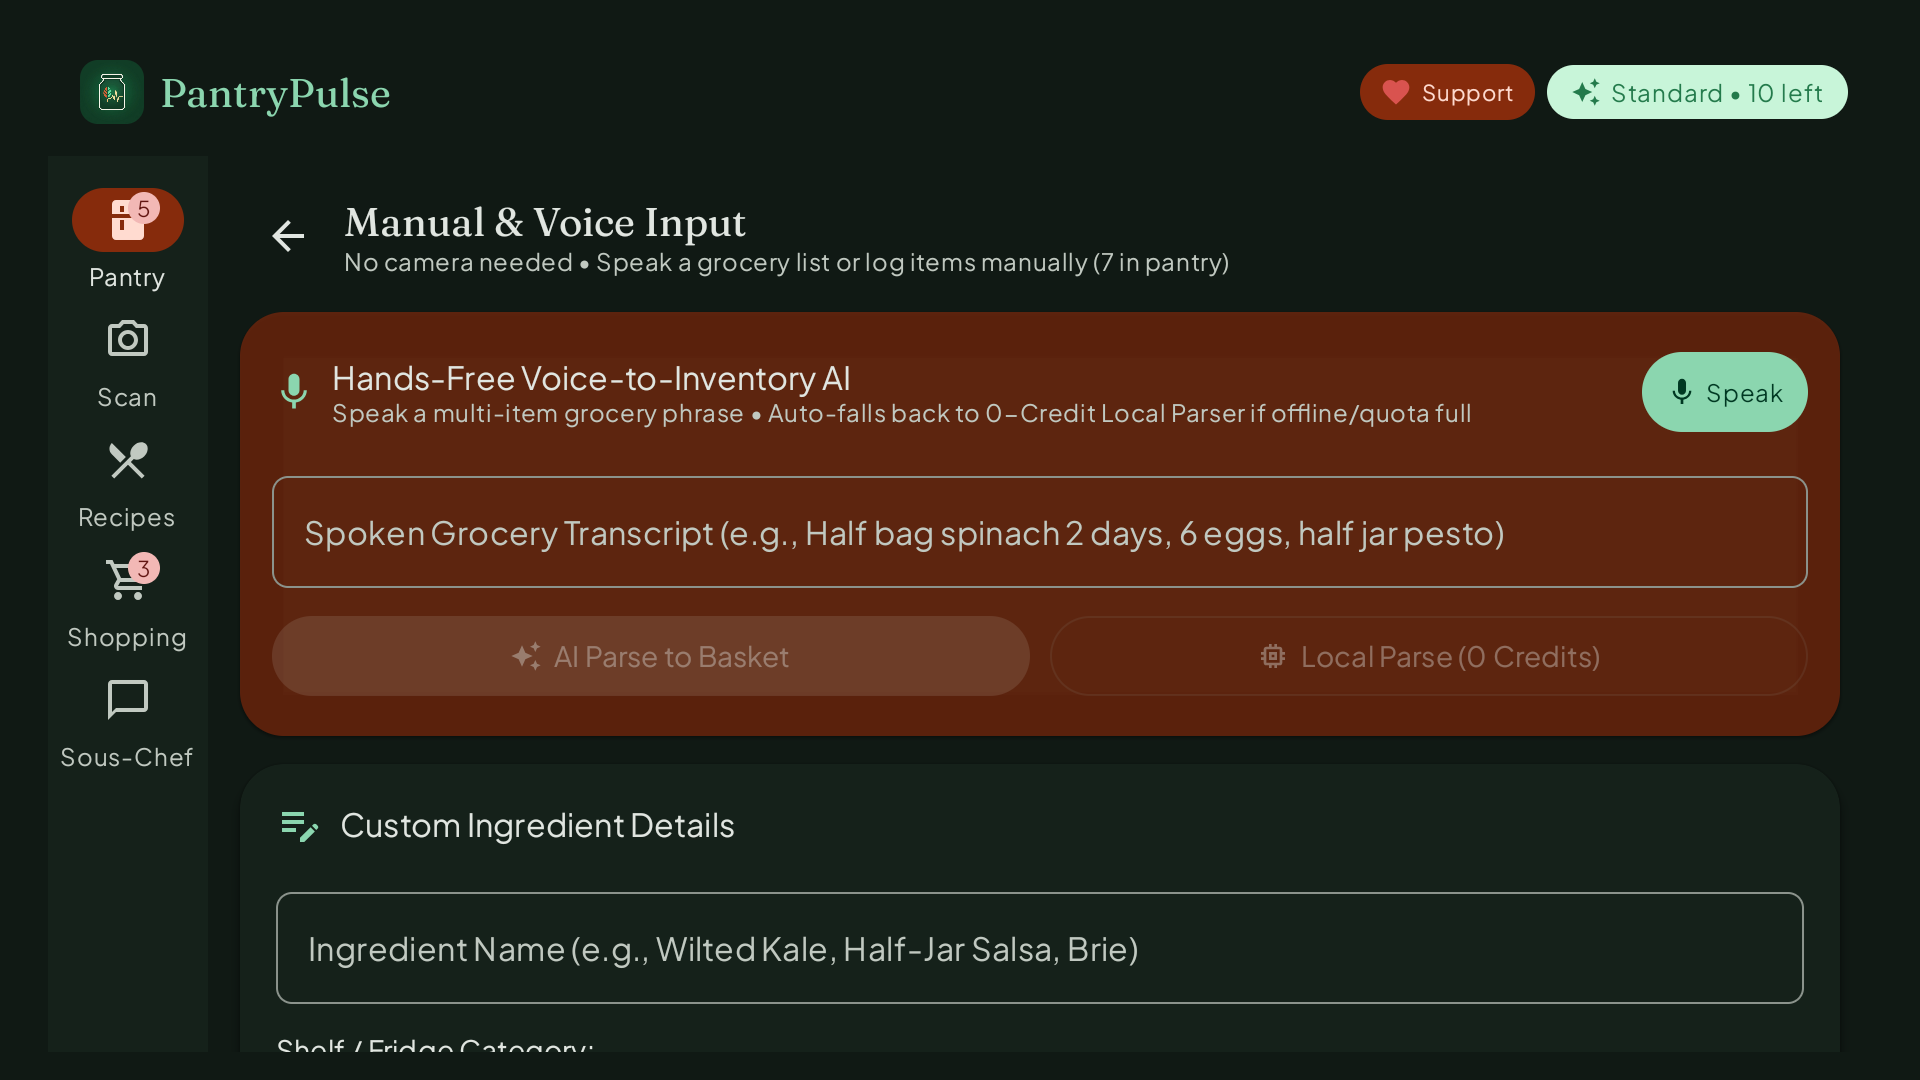 PantryPulse
Support
Standard • 10 left
5
Pantry
Scan
Recipes
3
Shopping
Sous-Chef
Manual & Voice Input
No camera needed • Speak a grocery list or log items manually (7 in pantry)
Hands-Free Voice-to-Inventory AI
Speak a multi-item grocery phrase • Auto-falls back to 0-Credit Local Parser if offline/quota full
Speak
Spoken Grocery Transcript (e.g., Half bag spinach 2 days, 6 eggs, half jar pesto)
AI Parse to Basket
Local Parse (0 Credits)
Custom Ingredient Details
Ingredient Name (e.g., Wilted Kale, Half-Jar Salsa, Brie)
Shelf / Fridge Category: